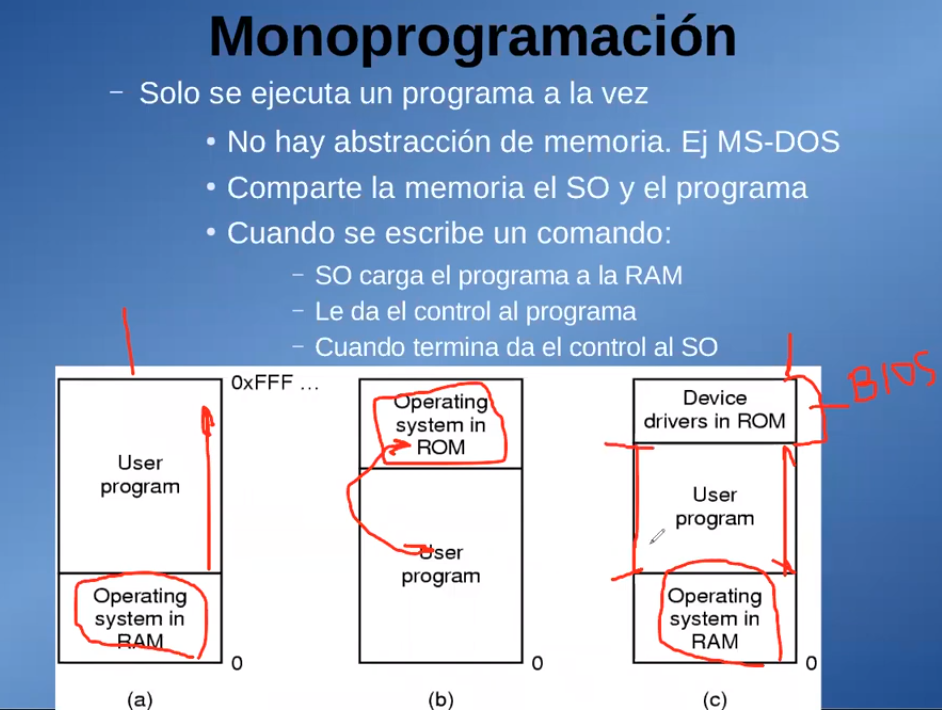 Monoprogramación
– Solo se ejecuta un programa a la vez
• No hay abstracción de memoria. Ej MS-DOS
• Comparte la memoria el SO y el programa
• Cuando se escribe un comando:
– SO carga el programa a la RAM
– Le da el control al programa
– Cuando termina da el control al SO
0xFFF ...
User
program
Operating
system in
RAM
0
(a)
Operating
system in
ROM
User
program
0
(b)
Device
drivers in ROM
BIOS
User
program
Operating
system in
RAM
0
(c)